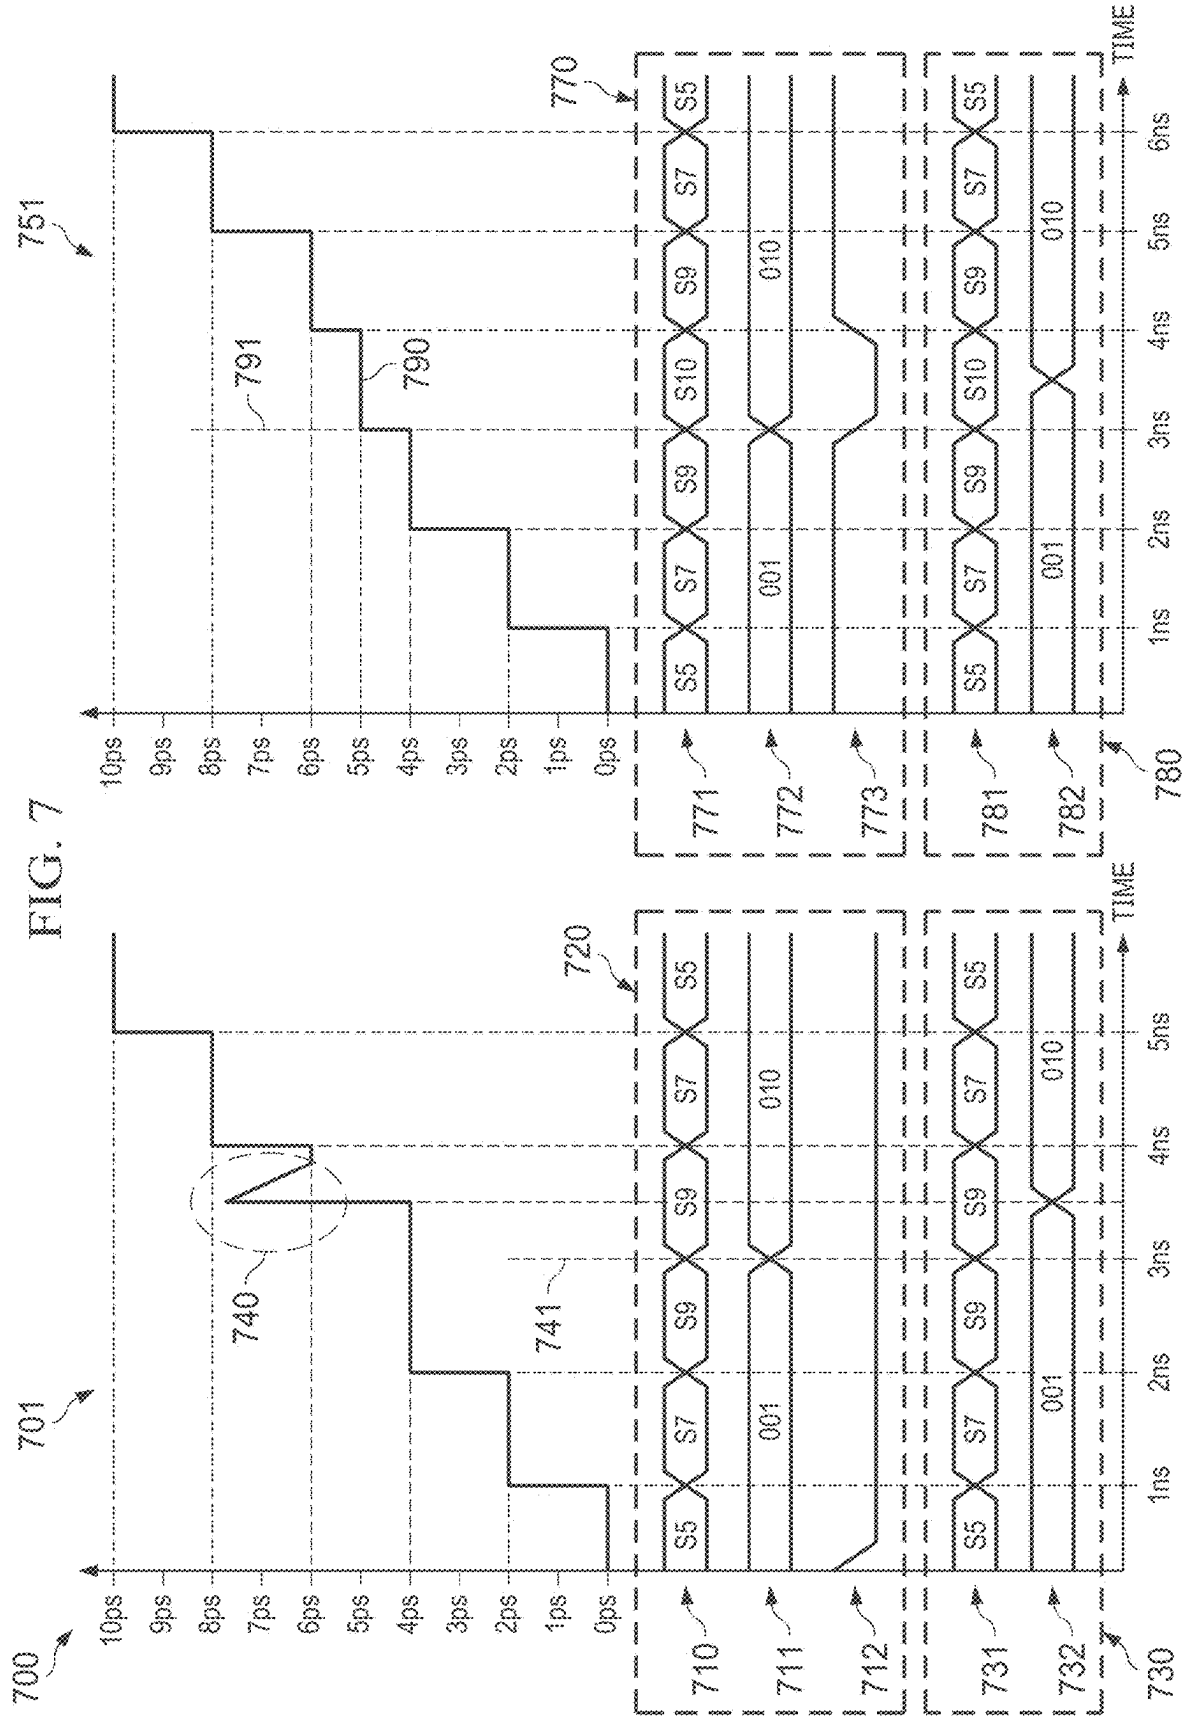 FIG. 7
700
701
10ps
9ps
8ps
7ps
6ps
5ps
4ps
3ps
2ps
1ps
0ps
740
741
720
710
S5
S7
S9
S9
S7
S5
711
001
010
712
731
S5
S7
S9
S9
S7
S5
732
001
010
730
1ns
2ns
3ns
4ns
5ns
TIME
751
10ps
9ps
8ps
7ps
6ps
5ps
4ps
3ps
2ps
1ps
0ps
791
790
770
771
S5
S7
S9
S10
S9
S7
S5
772
001
010
773
781
S5
S7
S9
S10
S9
S7
S5
782
001
010
780
1ns
2ns
3ns
4ns
5ns
6ns
TIME